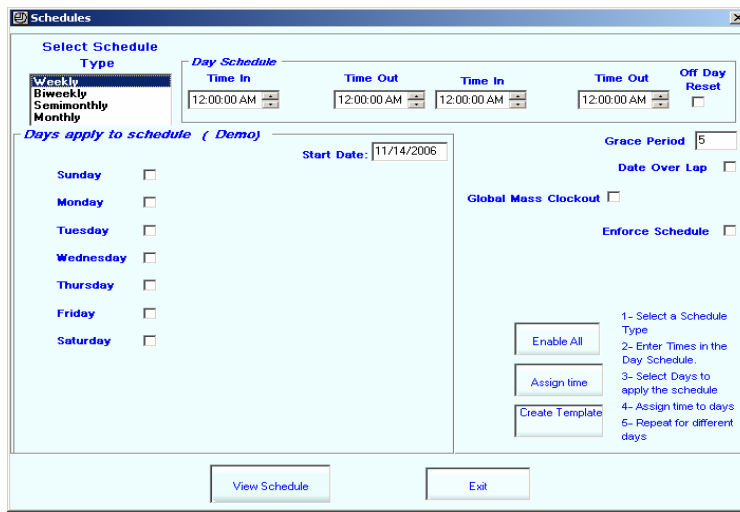 Schedules
Select Schedule
Type
Weekly
Biweekly
Semimonthly
Monthly
Day Schedule
Time In
Time Out
Time In
Time Out
Off Day
Reset
12:00:00 AM
12:00:00 AM
12:00:00 AM
12:00:00 AM
Days apply to schedule ( Demo)
Start Date: 11/14/2006
Sunday
Monday
Tuesday
Wednesday
Thursday
Friday
Saturday
Grace Period 5
Date Over Lap
Global Mass Clockout
Enforce Schedule
Enable All
Assign time
Create Template
1- Select a Schedule
Type
2- Enter Times in the
Day Schedule.
3- Select Days to
apply the schedule
4- Assign time to days
5- Repeat for different
days
View Schedule
Exit